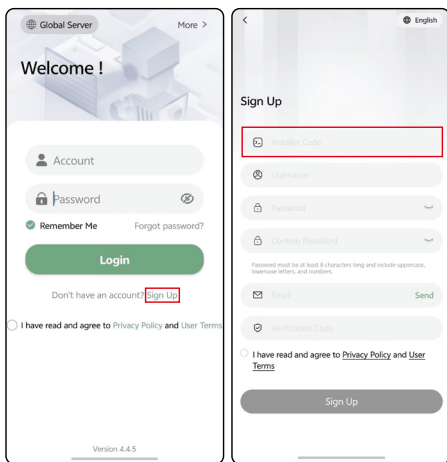 Global Server
More >
Welcome !
Account
Password
Remember Me
Forgot password?
Login
Don't have an account? Sign Up
I have read and agree to Privacy Policy and User Terms
Version 4.4.5
English
Sign Up
Installer Code
Username
Password
Confirm Password
Password must be at least 8 characters long and include uppercase,
lowercase letters, and numbers.
Email
Send
Verification Code
I have read and agree to Privacy Policy and User
Terms
Sign Up